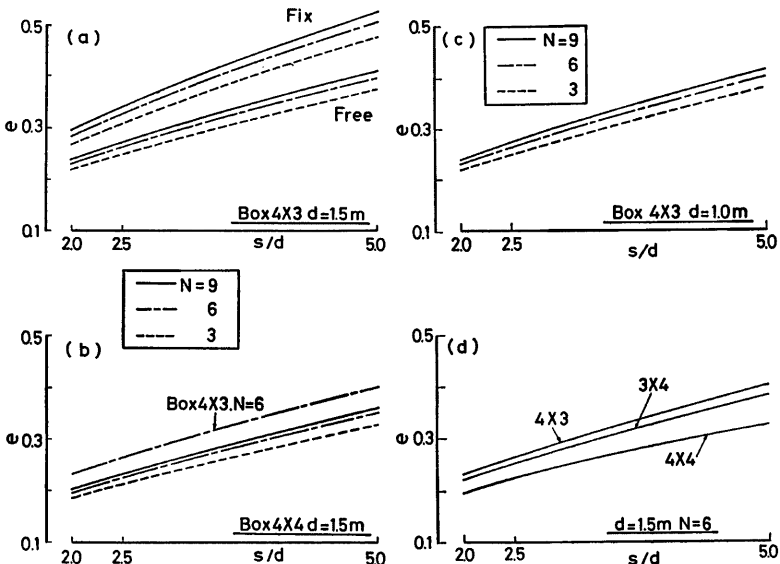 (a)
Fix
Free
0.5
0.3
0.1
e
Box 4X3 d=1.5m
2.0 2.5 s/d 5.0
(c)
N=9
6
3
0.5
0.3
0.1
Box 4X3 d=1.0m
2.0 2.5 s/d 5.0
N=9
6
3
(b)
Box4X3.N=6
0.5
0.3
0.1
e
Box4X4 d=1.5m
2.0 2.5 s/d 5.0
(d)
4X3
3X4
4X4
0.5
0.3
0.1
d=1.5m N=6
2.0 2.5 s/d 5.0